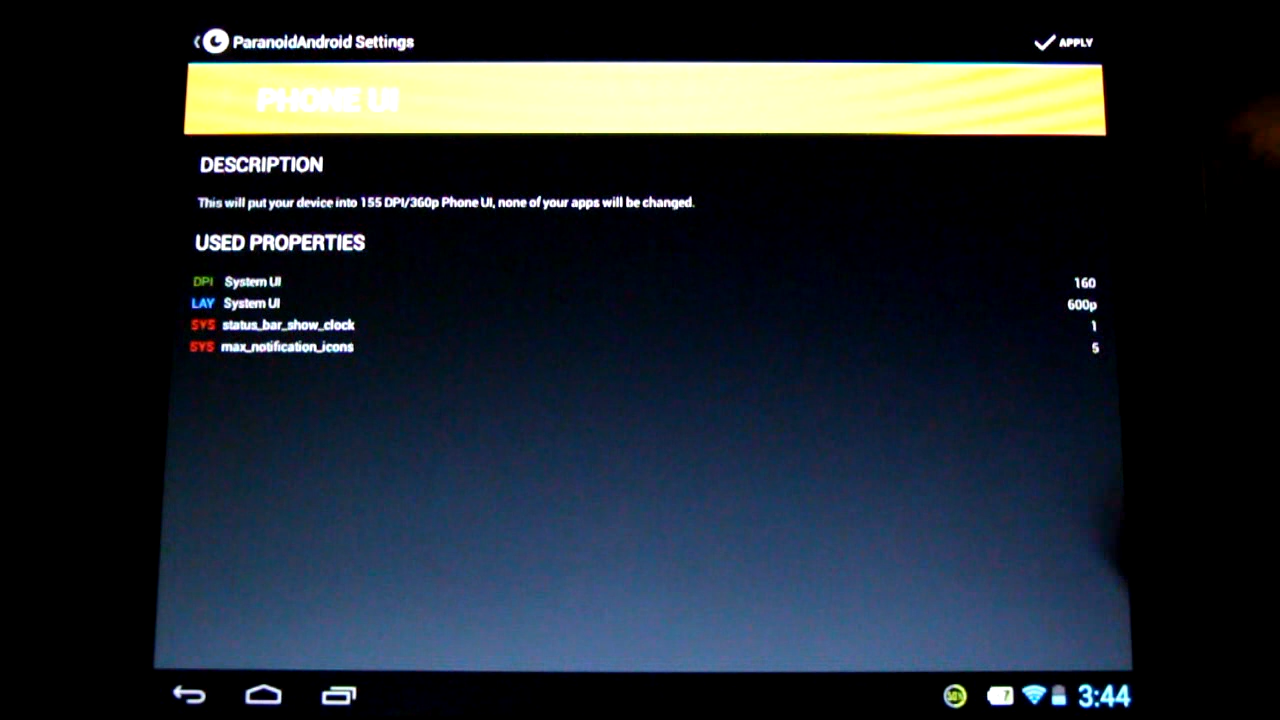 ParanoidAndroid Settings
APPLY
PHONE UI
DESCRIPTION
This will put your device into 155 DPI/360p Phone UI, none of your apps will be changed.
USED PROPERTIES
DPI System UI 160
LAY System UI 600p
SYS status_bar_show_clock 1
SYS max_notification_icons 5
7
3:44